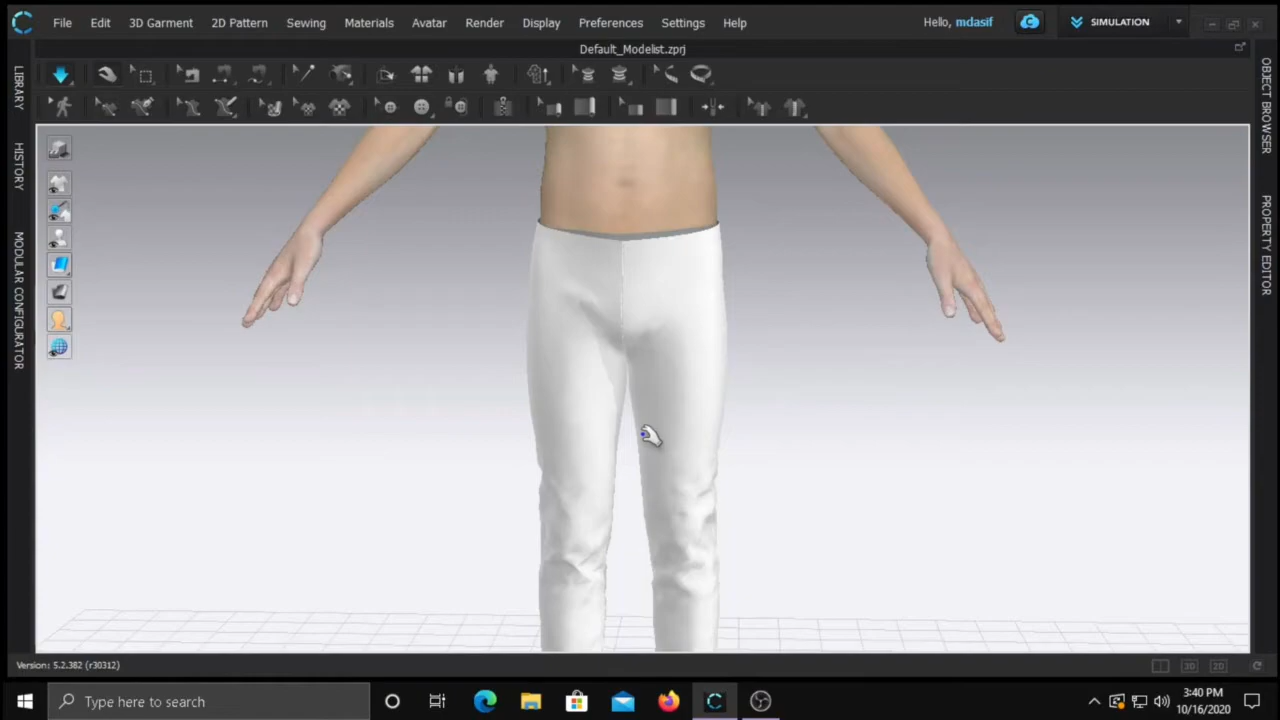 File Edit 3D Garment 2D Pattern Sewing Materials Avatar Render Display Preferences Settings Help Hello, mdasif SIMULATION
Default_Modelist.zprj
LIBRARY
HISTORY
MODULAR CONFIGURATOR
OBJECT BROWSER
PROPERTY EDITOR
Version: 5.2.382 (r30312) 3D 2D
Type here to search
3:40 PM
10/16/2020